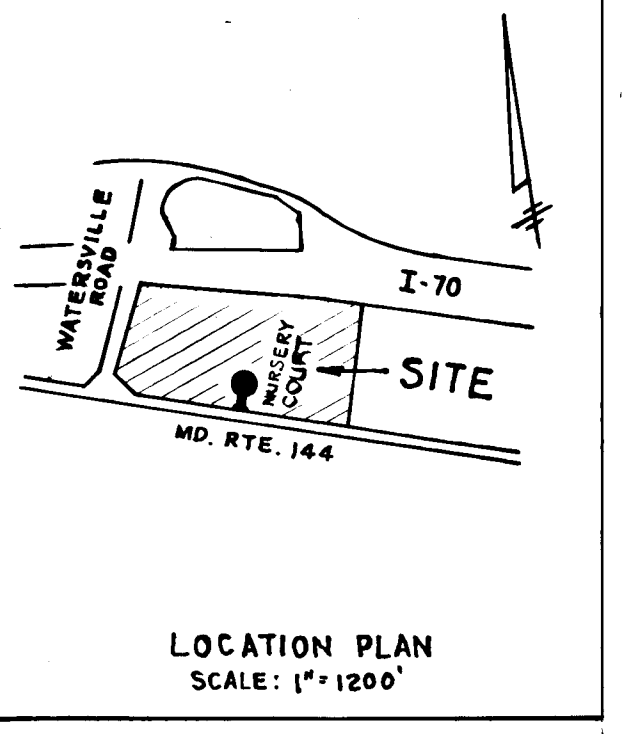 WATERSVILLE
ROAD
I-70
NURSERY
COURT
SITE
MD. RTE. 144
LOCATION PLAN
SCALE: 1"=1200'